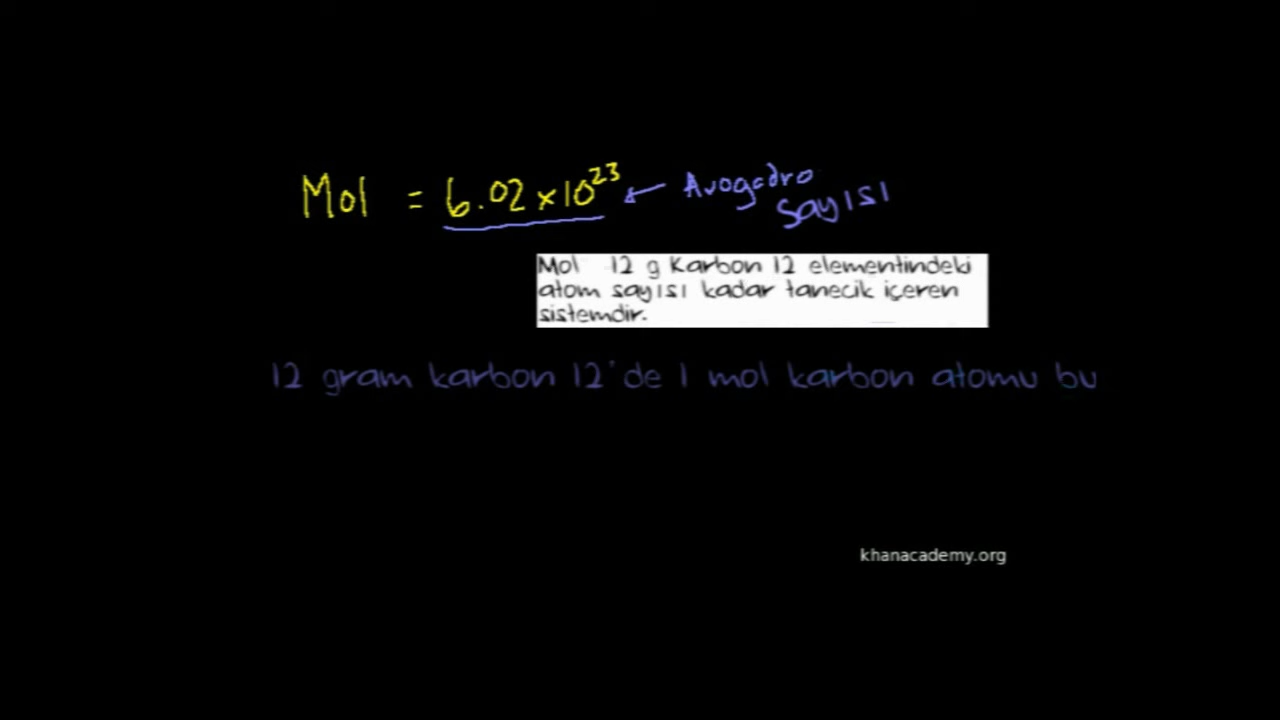 Mol = 6.02 x 10²³ ← Avogadro
sayısı
Mol 12 g Karbon 12 elementindeki
atom sayısı kadar tanecik içeren
sistemdir.
12 gram karbon 12'de 1 mol karbon atomu bu
khanacademy.org